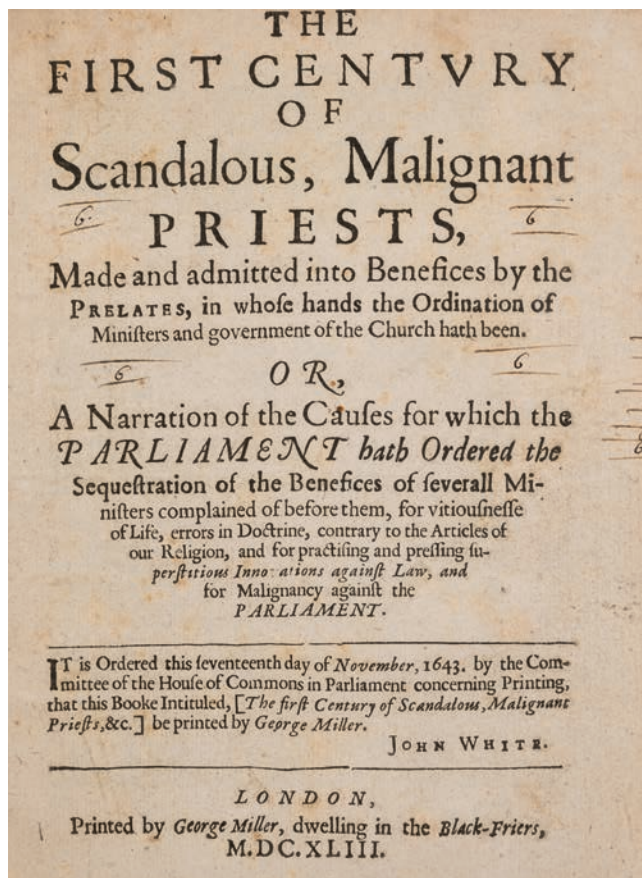 THE
FIRST CENTVRY
OF
Scandalous, Malignant
PRIESTS,
6. 6
Made and admitted into Benefices by the
PRELATES, in whoſe hands the Ordination of
Miniſters and government of the Church hath been.
6 6
OR,
A Narration of the Cauſes for which the
PARLIAMENT hath Ordered the
Sequeſtration of the Benefices of ſeverall Mi-
niſters complained of before them, for vitiouſneſſe
of Life, errors in Doctrine, contrary to the Articles of
our Religion, and for practiſing and preſſing ſu-
perſtitious Inno ations againſt Law, and
for Malignancy againſt the
PARLIAMENT.
IT is Ordered this ſeventeenth day of November, 1643. by the Com-
mittee of the Houſe of Commons in Parliament concerning Printing,
that this Booke Intituled, [The firſt Century of Scandalous, Malignant
Prieſts,&c.] be printed by George Miller.
JOHN WHITE.
LONDON,
Printed by George Miller, dwelling in the Black-Friers,
M.DC.XLIII.